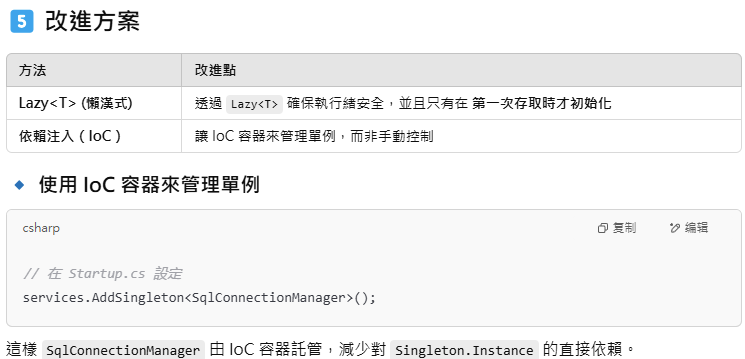 5 改進方案
方法 改進點
Lazy<T> (懶漢式) 透過 Lazy<T> 確保執行緒安全，並且只有在 第一次存取時才初始化
依賴注入 ( IoC ) 讓 IoC 容器來管理單例，而非手動控制
使用 IoC 容器來管理單例
csharp 复制 编辑
// 在 Startup.cs 設定
services.AddSingleton<SqlConnectionManager>();
這樣 SqlConnectionManager 由 IoC 容器託管，減少對 Singleton.Instance 的直接依賴。